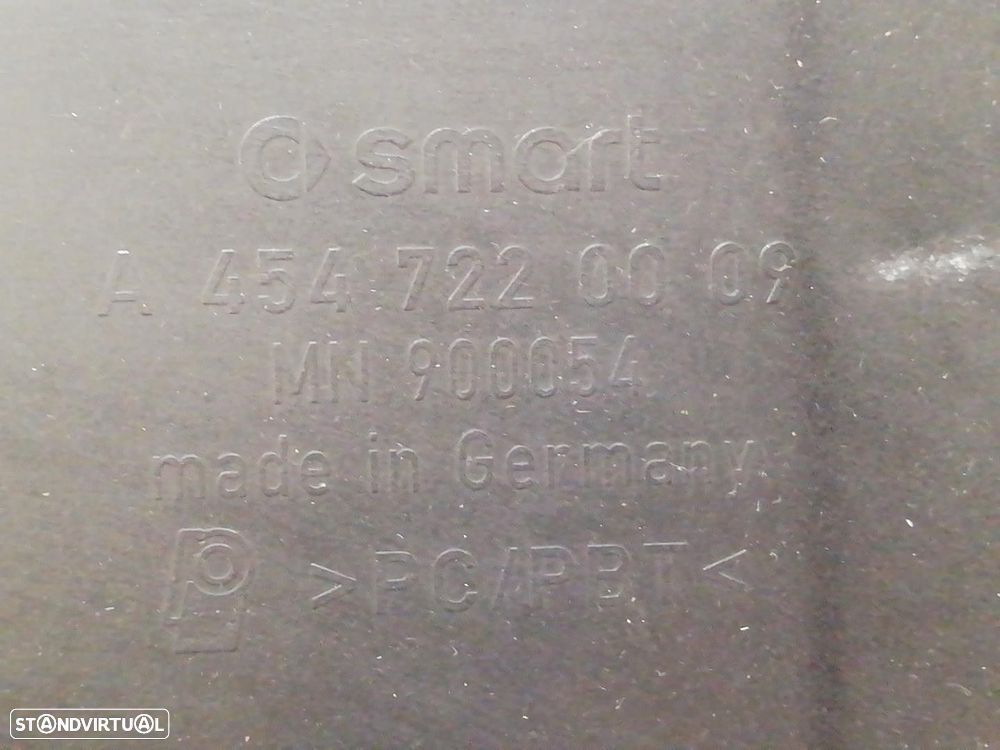 smart
A 454 722 00 09
MN 900054
made in Germany
>PC/PBT<
STANDVIRTUAL